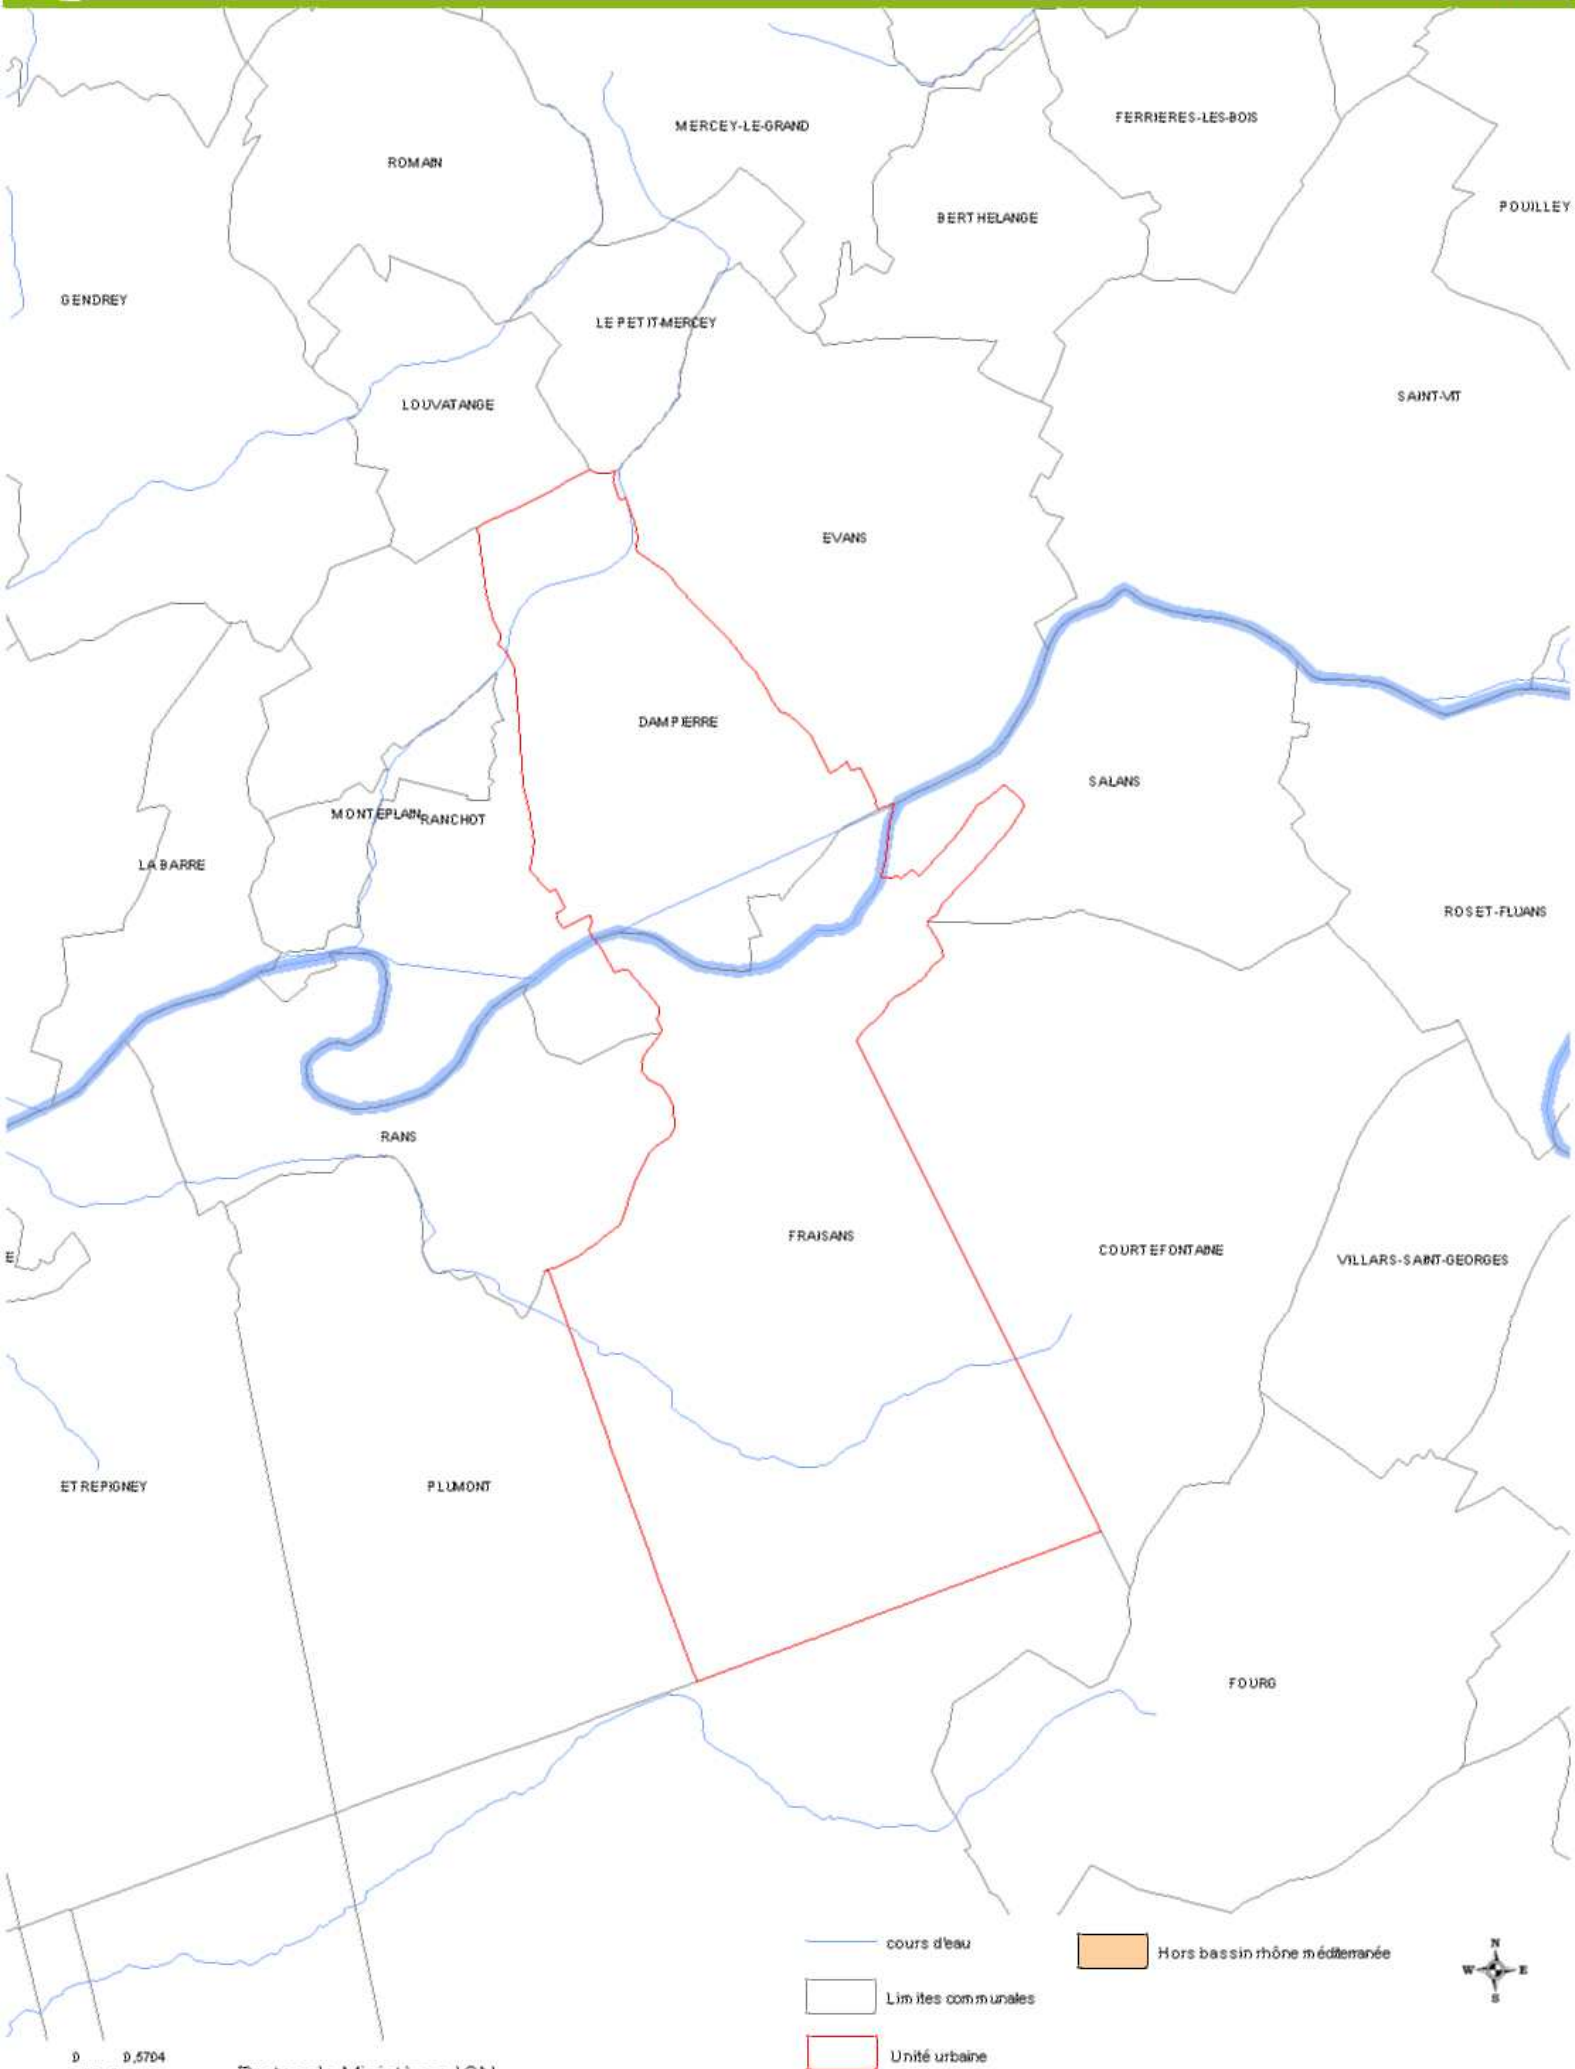 FERRIERES-LES-BOIS
MERCEY-LE-GRAND
ROMAIN
POUILLEY
BERTHELANGE
GENDREY
LE PETIT-MERCEY
SAINT-VIT
LOUVATANGE
EVANS
DAMPIERRE
SALANS
MONTEPLAIN
RANCHOT
LA BARRE
ROSET-FLUANS
RANS
FRAISANS
COURTEFONTAINE
E
VILLARS-SAINT-GEORGES
ETREPIGNEY
PLUMONT
FOURG
cours d'eau
Hors bassin rhône méditerranée
Limites communales
Unité urbaine
N
W E
S
0 0,5704